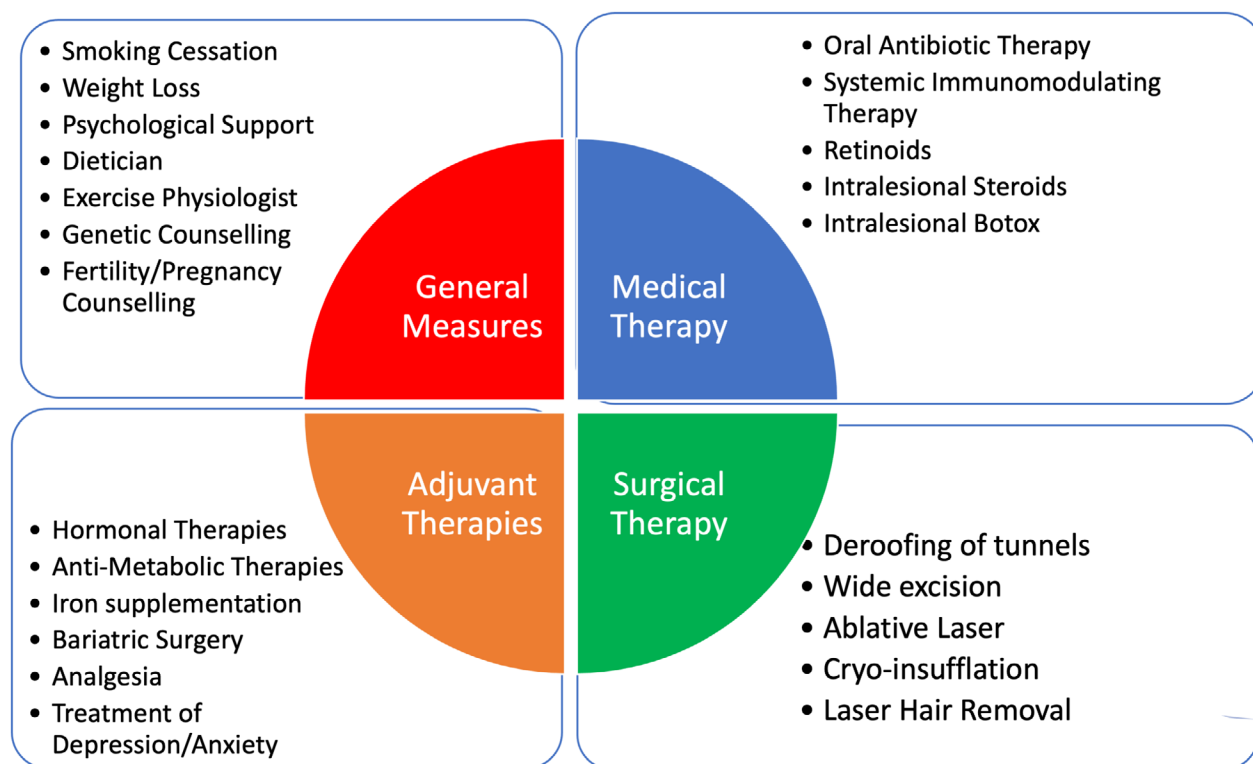 • Smoking Cessation
• Weight Loss
• Psychological Support
• Dietician
• Exercise Physiologist
• Genetic Counselling
• Fertility/Pregnancy
Counselling
• Oral Antibiotic Therapy
• Systemic Immunomodulating
Therapy
• Retinoids
• Intralesional Steroids
• Intralesional Botox
General
Measures
Medical
Therapy
Adjuvant
Therapies
Surgical
Therapy
• Hormonal Therapies
• Anti-Metabolic Therapies
• Iron supplementation
• Bariatric Surgery
• Analgesia
• Treatment of
Depression/Anxiety
• Deroofing of tunnels
• Wide excision
• Ablative Laser
• Cryo-insufflation
• Laser Hair Removal